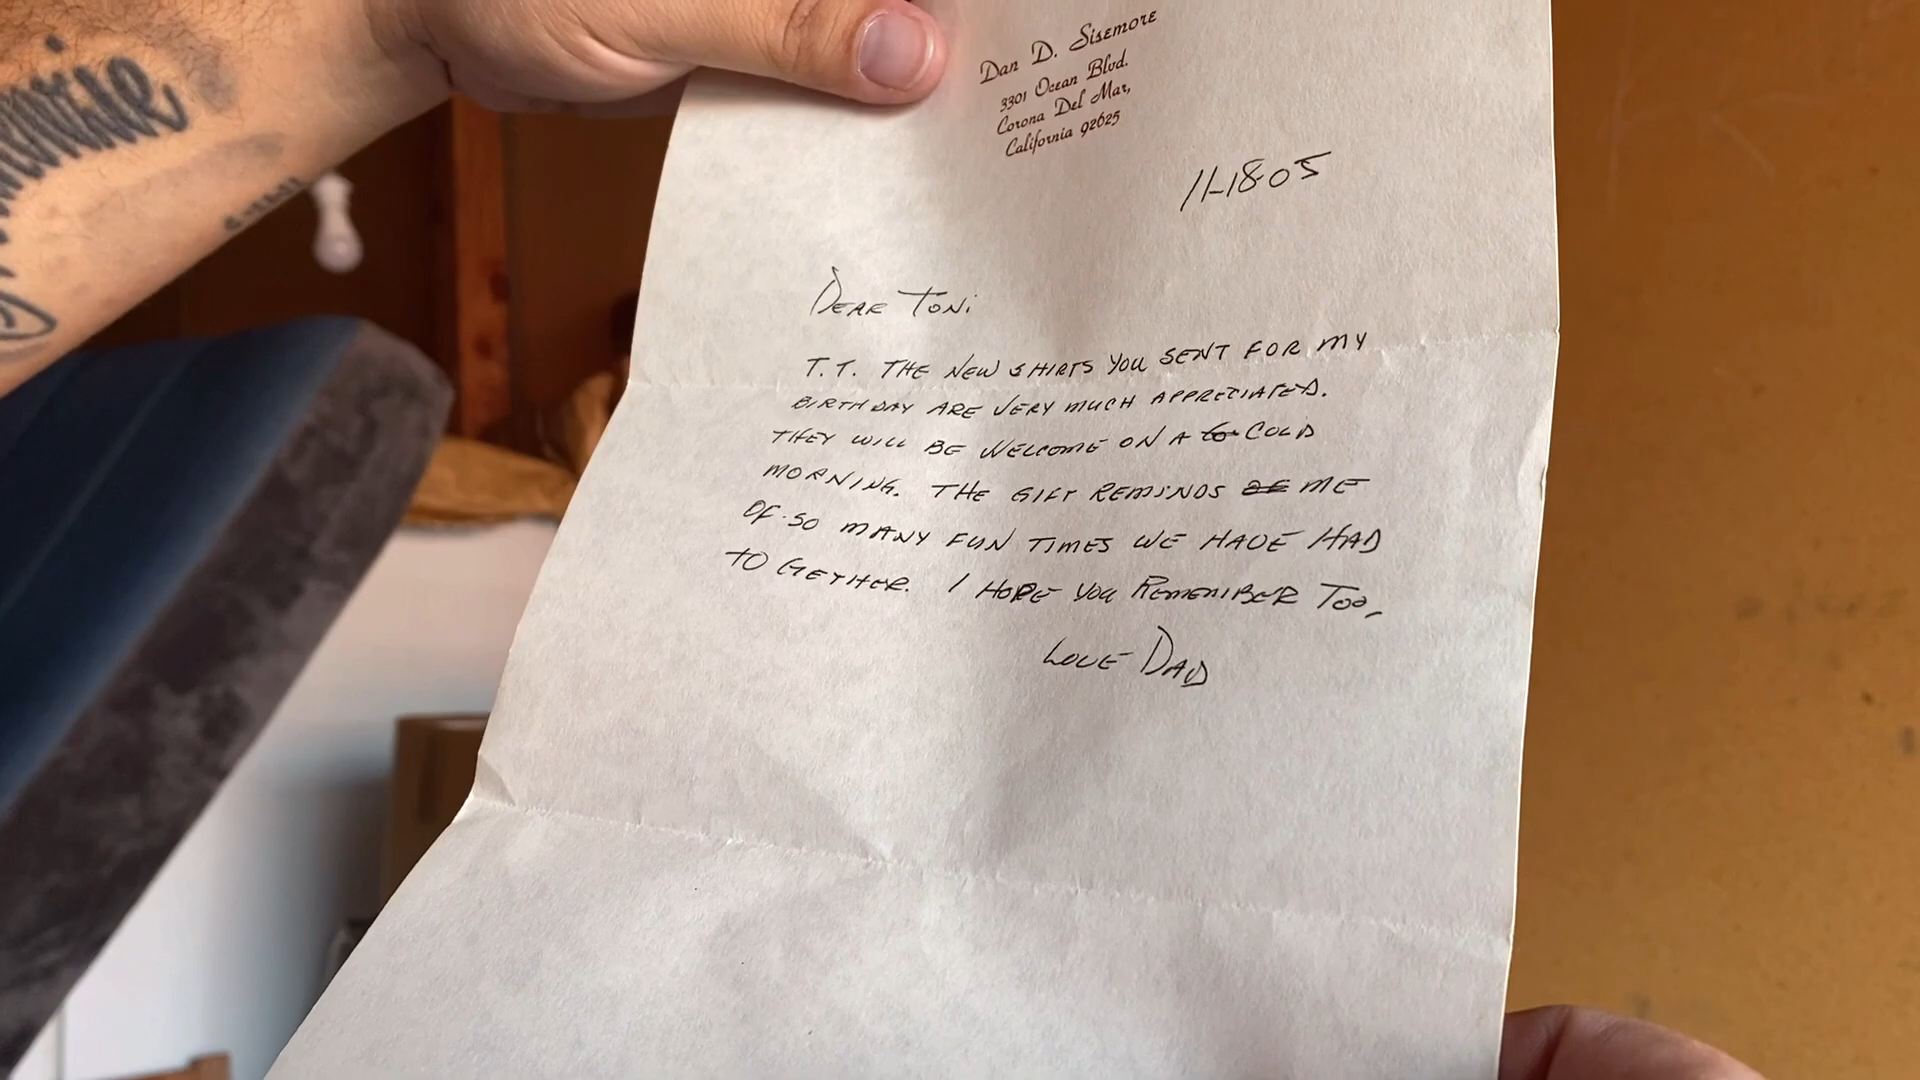 Dan D. Sisemore
3301 Ocean Blvd.
Corona Del Mar,
California 92625
11-18-05
DEAR TONi
T.T. THE NEW SHIRTS YOU SENT FOR MY
BIRTHDAY ARE VERY MUCH APPRECIATED.
THEY WILL BE WELCOME ON A COLD
MORNING. THE GIFT REMINDS ME
OF SO MANY FUN TIMES WE HAVE HAD
TO GETHER. I HOPE YOU REMEMBER TOO,
LOVE DAD